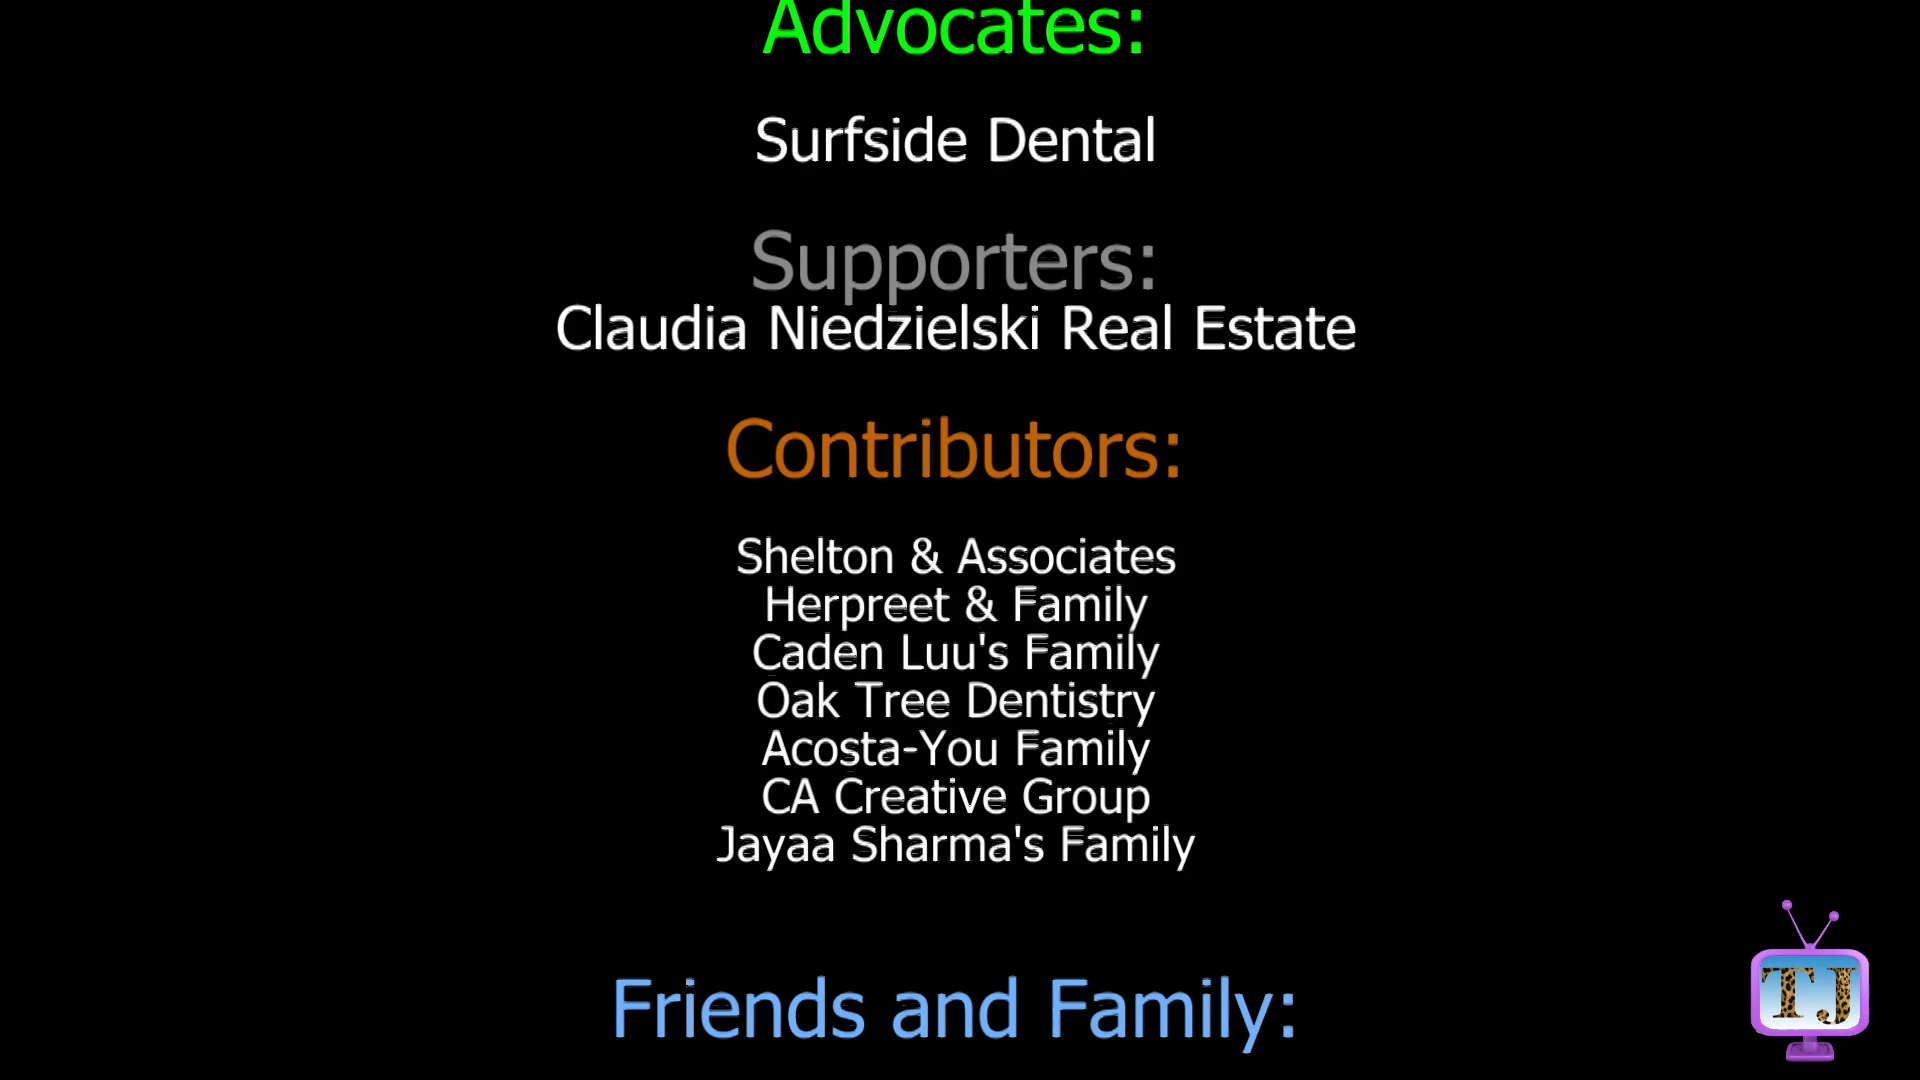 Advocates:
Surfside Dental
Supporters:
Claudia Niedzielski Real Estate
Contributors:
Shelton & Associates
Herpreet & Family
Caden Luu's Family
Oak Tree Dentistry
Acosta-You Family
CA Creative Group
Jayaa Sharma's Family
Friends and Family:
TJ